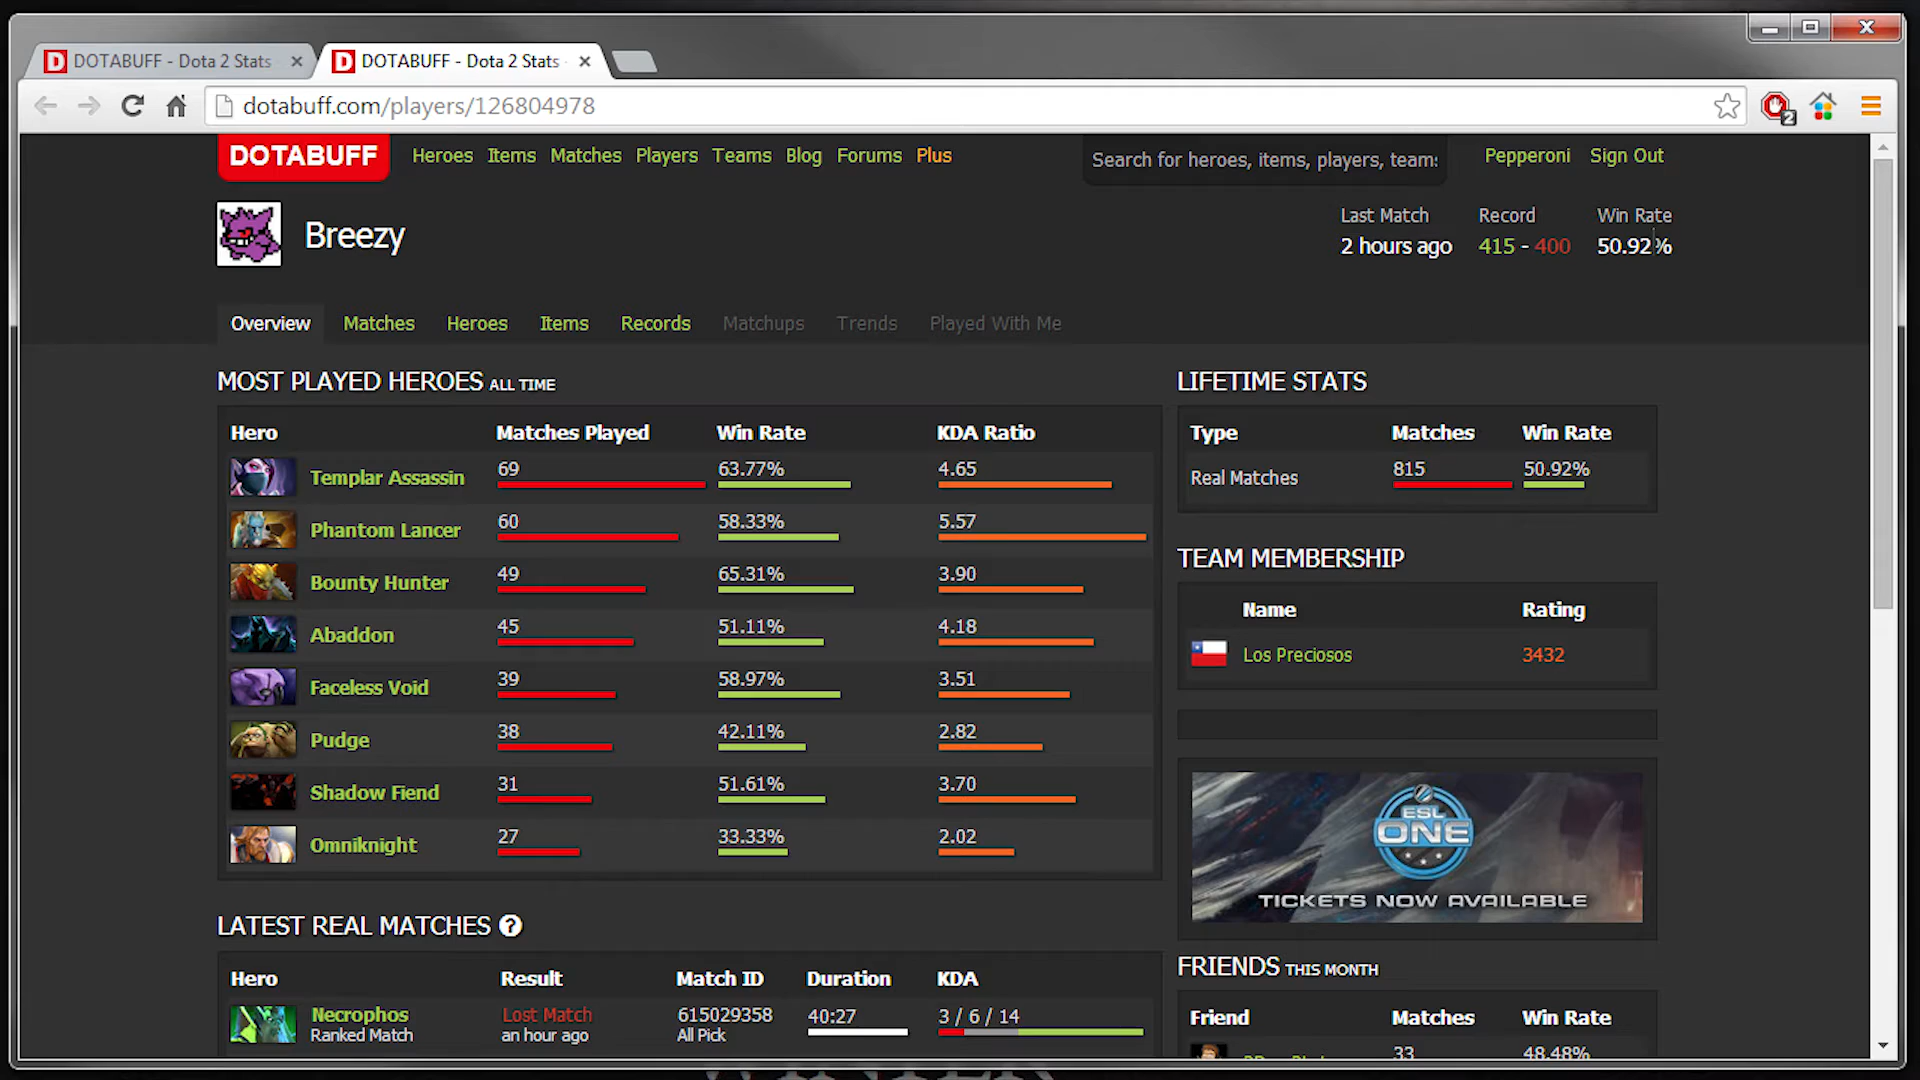 DOTABUFF - Dota 2 Stats
DOTABUFF - Dota 2 Stats
dotabuff.com/players/126804978
2
DOTABUFF Heroes Items Matches Players Teams Blog Forums Plus Search for heroes, items, players, teams Pepperoni Sign Out
Breezy
Last Match Record Win Rate
2 hours ago 415 - 400 50.92%
Overview Matches Heroes Items Records Matchups Trends Played With Me
MOST PLAYED HEROES ALL TIME
Hero Matches Played Win Rate KDA Ratio
Templar Assassin 69 63.77% 4.65
Phantom Lancer 60 58.33% 5.57
Bounty Hunter 49 65.31% 3.90
Abaddon 45 51.11% 4.18
Faceless Void 39 58.97% 3.51
Pudge 38 42.11% 2.82
Shadow Fiend 31 51.61% 3.70
Omniknight 27 33.33% 2.02
LATEST REAL MATCHES ?
Hero Result Match ID Duration KDA
Necrophos Lost Match 615029358 40:27 3 / 6 / 14
Ranked Match an hour ago All Pick
LIFETIME STATS
Type Matches Win Rate
Real Matches 815 50.92%
TEAM MEMBERSHIP
Name Rating
Los Preciosos 3432
ESL
ONE
TICKETS NOW AVAILABLE
FRIENDS THIS MONTH
Friend Matches Win Rate
33 48.48%